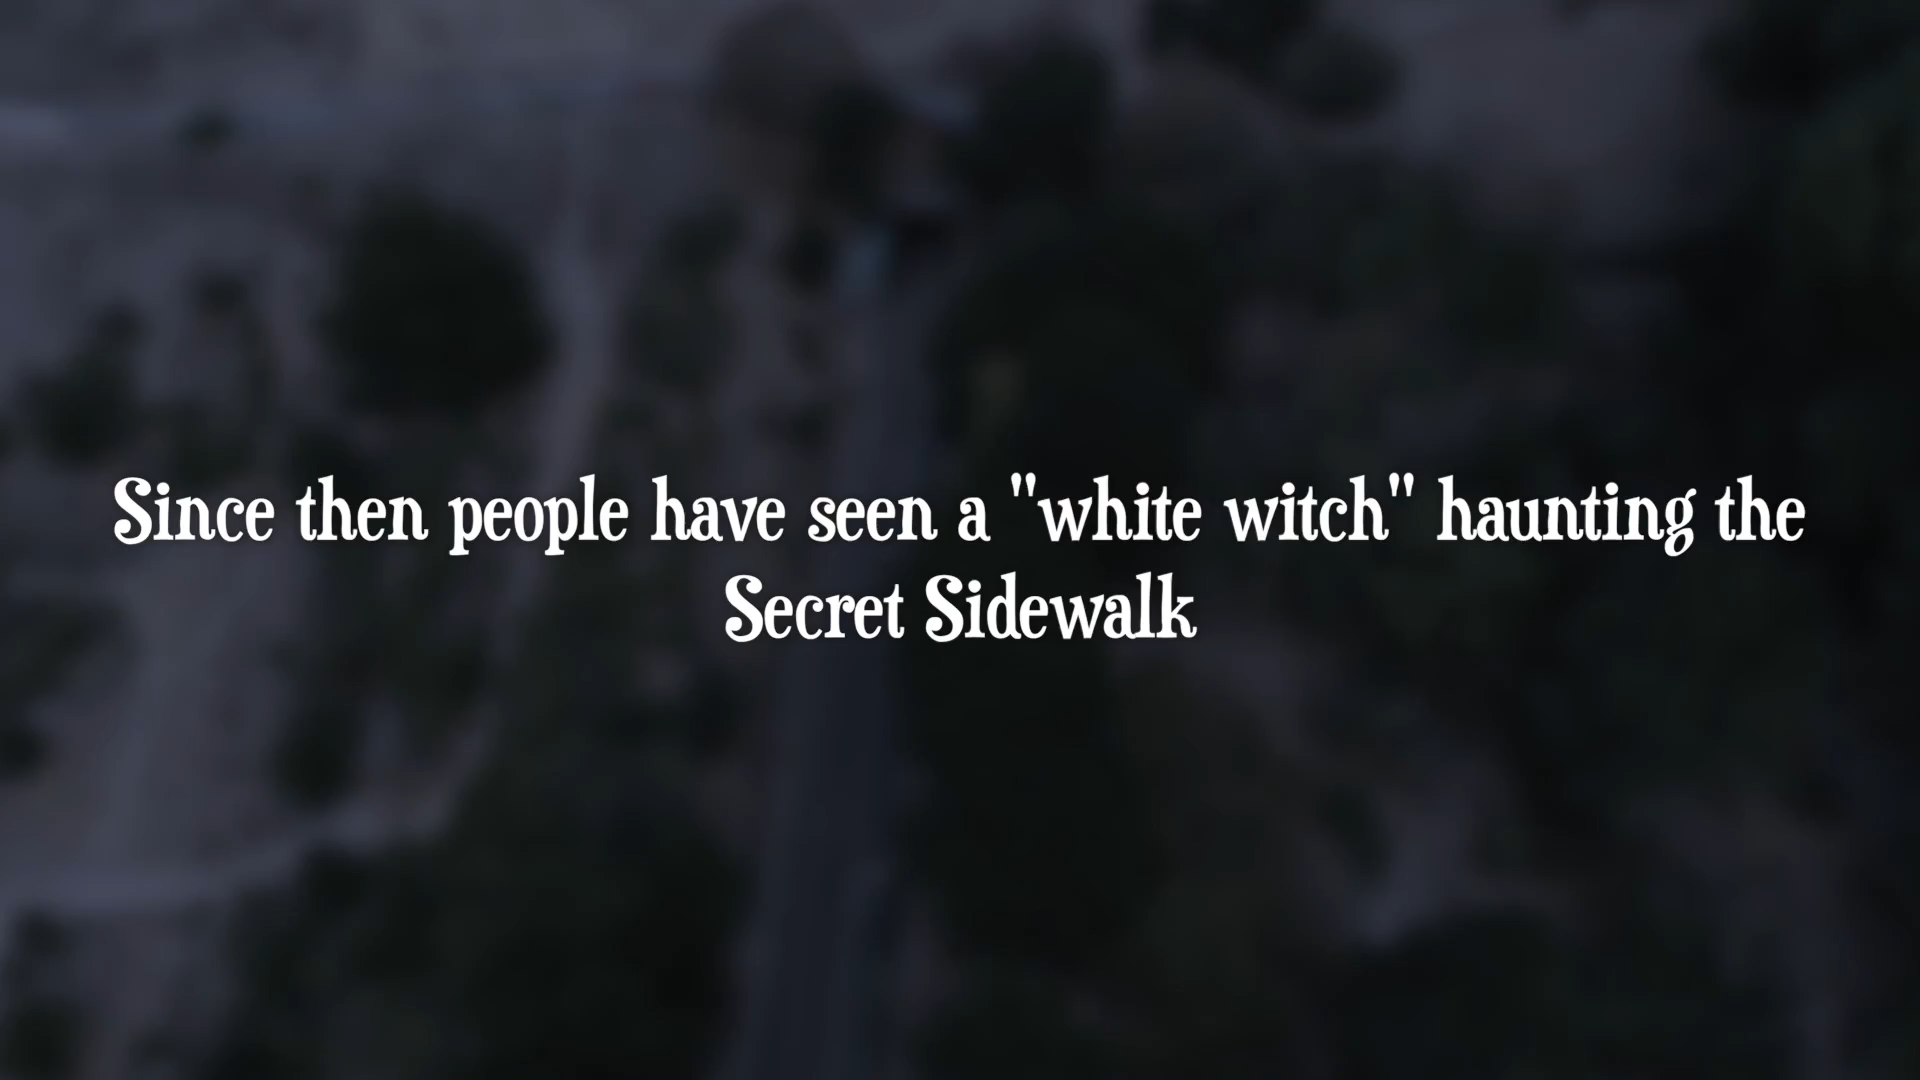 Since then people have seen a "white witch" haunting the
Secret Sidewalk